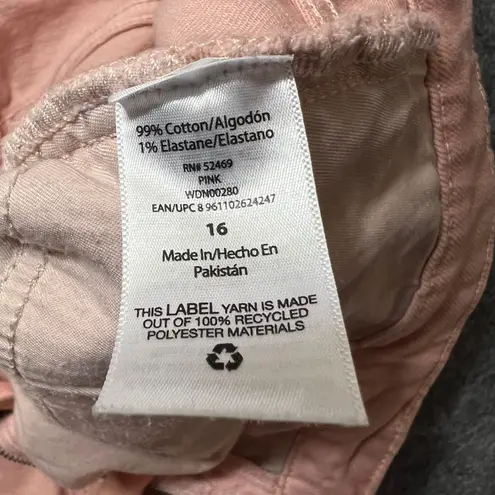 99% Cotton/Algodón
1% Elastane/Elastano
RN# 52469
PINK
WDN00280
EAN/UPC 8 961102624247
16
Made In/Hecho En
Pakistán
THIS LABEL YARN IS MADE
OUT OF 100% RECYCLED
POLYESTER MATERIALS